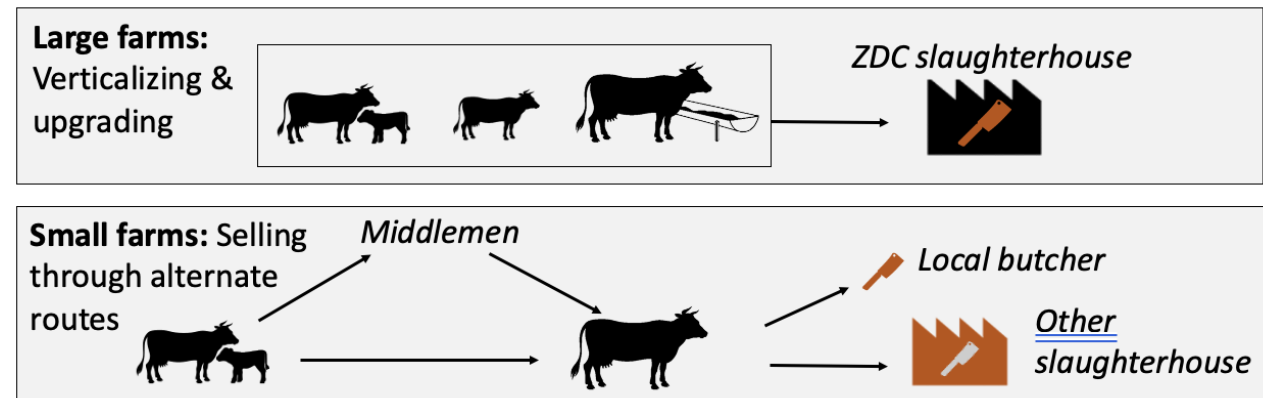 Large farms:
Verticalizing &
upgrading
ZDC slaughterhouse
Small farms: Selling
through alternate
routes
Middlemen
Local butcher
Other
slaughterhouse